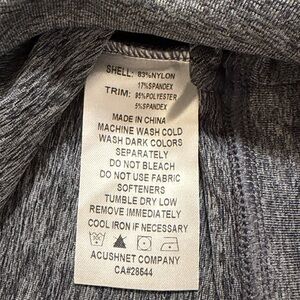 SHELL: 83%NYLON
17%SPANDEX
TRIM: 95%POLYESTER
5%SPANDEX
MADE IN CHINA
MACHINE WASH COLD
WASH DARK COLORS
SEPARATELY
DO NOT BLEACH
DO NOT USE FABRIC
SOFTENERS
TUMBLE DRY LOW
REMOVE IMMEDIATELY
COOL IRON IF NECESSARY
ACUSHNET COMPANY
CA#28544